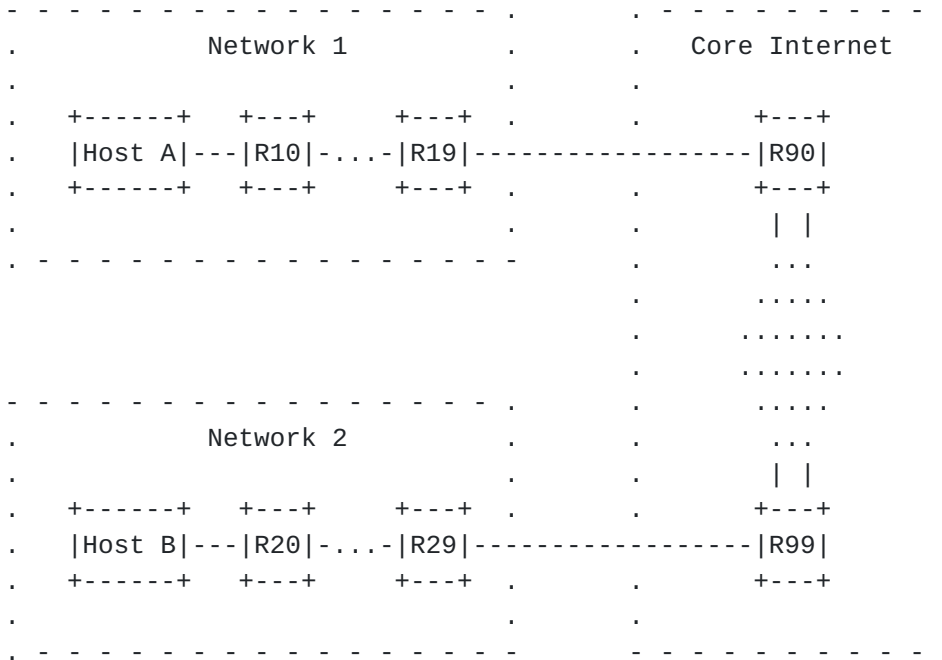 - - - - - - - - - - - - - - - - .       . - - - - - - - - -
.            Network 1          .       .   Core Internet
.                               .       .
.   +------+   +---+     +---+  .       .       +---+
.   |Host A|---|R10|-...-|R19|------------------|R90|
.   +------+   +---+     +---+  .       .       +---+
.                               .       .        | |
. - - - - - - - - - - - - - - - -       .        ...
                                        .       .....
                                        .      .......
                                        .      .......
- - - - - - - - - - - - - - - - .       .       .....
.            Network 2          .       .        ...
.                               .       .        | |
.   +------+   +---+     +---+  .       .       +---+
.   |Host B|---|R20|-...-|R29|------------------|R99|
.   +------+   +---+     +---+  .       .       +---+
.                               .       .
. - - - - - - - - - - - - - - - -       - - - - - - - - - -